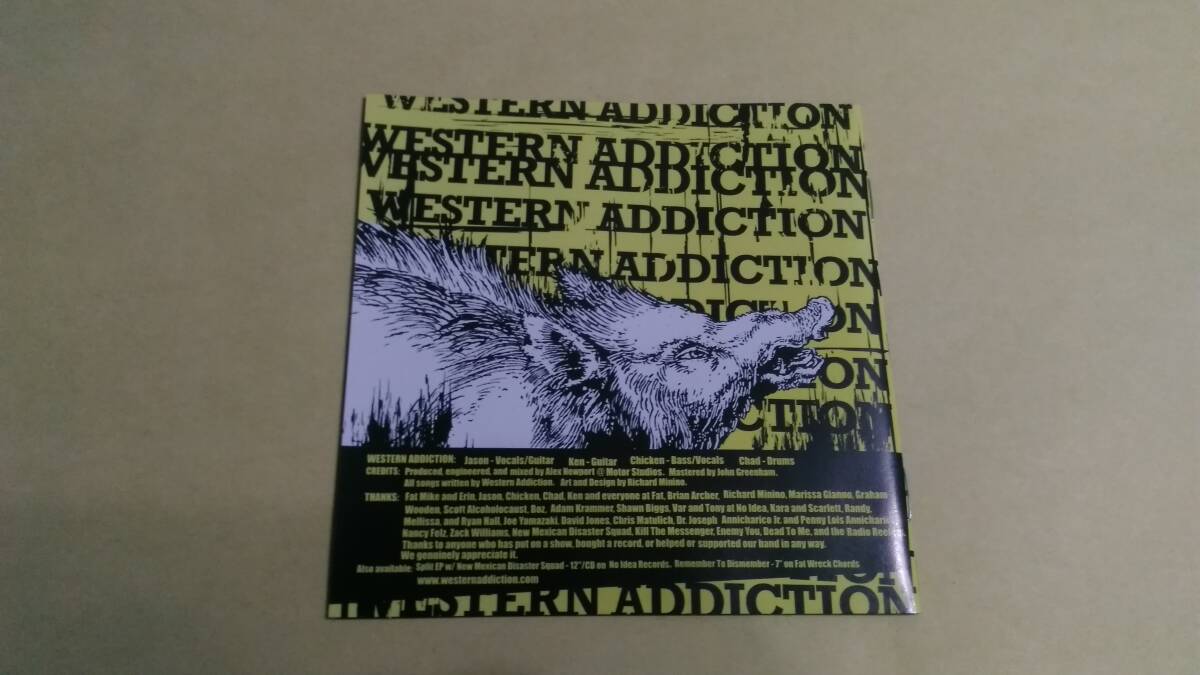 WESTERN ADDICTION
WESTERN ADDICTION
WESTERN ADDICTION
WESTERN ADDICTION
TERN ADDICTION
DICTION
ION
CTION
WESTERN ADDICTION: Jason - Vocals/Guitar Ken - Guitar Chicken - Bass/Vocals Chad - Drums
CREDITS: Produced, engineered, and mixed by Alex Newport @ Motor Studios. Mastered by John Greenham.
All songs written by Western Addiction. Art and Design by Richard Minino.
THANKS: Fat Mike and Erin, Jason, Chicken, Chad, Ken and everyone at Fat, Brian Archer, Richard Minino, Marissa Gianno, Graham
Wooden, Scott Alcoholocaust, Boz, Adam Krammer, Shawn Biggs, Var and Tony at No Idea, Kara and Scarlett, Randy,
Mellissa, and Ryan Nall, Joe Yamazaki, David Jones, Chris Matulich, Dr. Joseph Annicharico Jr. and Penny Lois Annicharico
Nancy Felz, Zack Williams, New Mexican Disaster Squad, Kill The Messenger, Enemy You, Dead To Me, and the Radio
Thanks to anyone who has put on a show, bought a record, or helped or supported our band in any way.
We genuinely appreciate it.
Also available: Split EP w/ New Mexican Disaster Squad - 12"/CD on No Idea Records. Remember To Dismember - 7" on Fat Wreck Chords
www.westernaddiction.com
ADDICTION
WESTERN ADDICTION